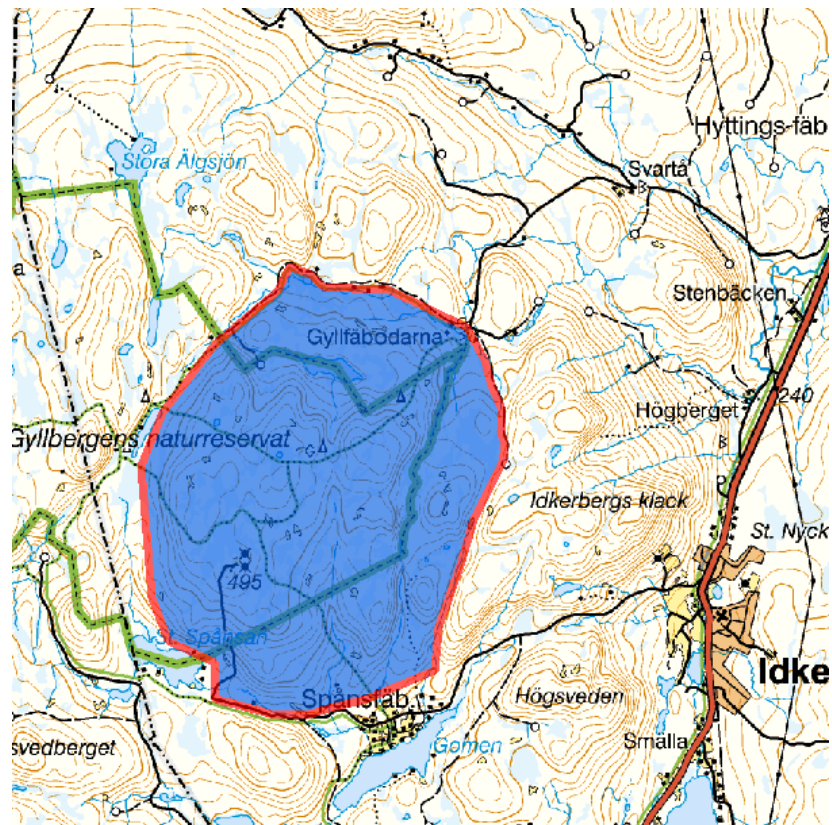 Hyttings-fäb
Stora Älgsjön
Svartå
a
Stenbäcken
Gyllfäbodarna
240
Högberget
Gyllbergens naturreservat
Idkerbergs klack
St. Nyck
495
St. Spånsan
Idke
Spånsfäb.
Högsveden
svedberget
Gomen
Smälla